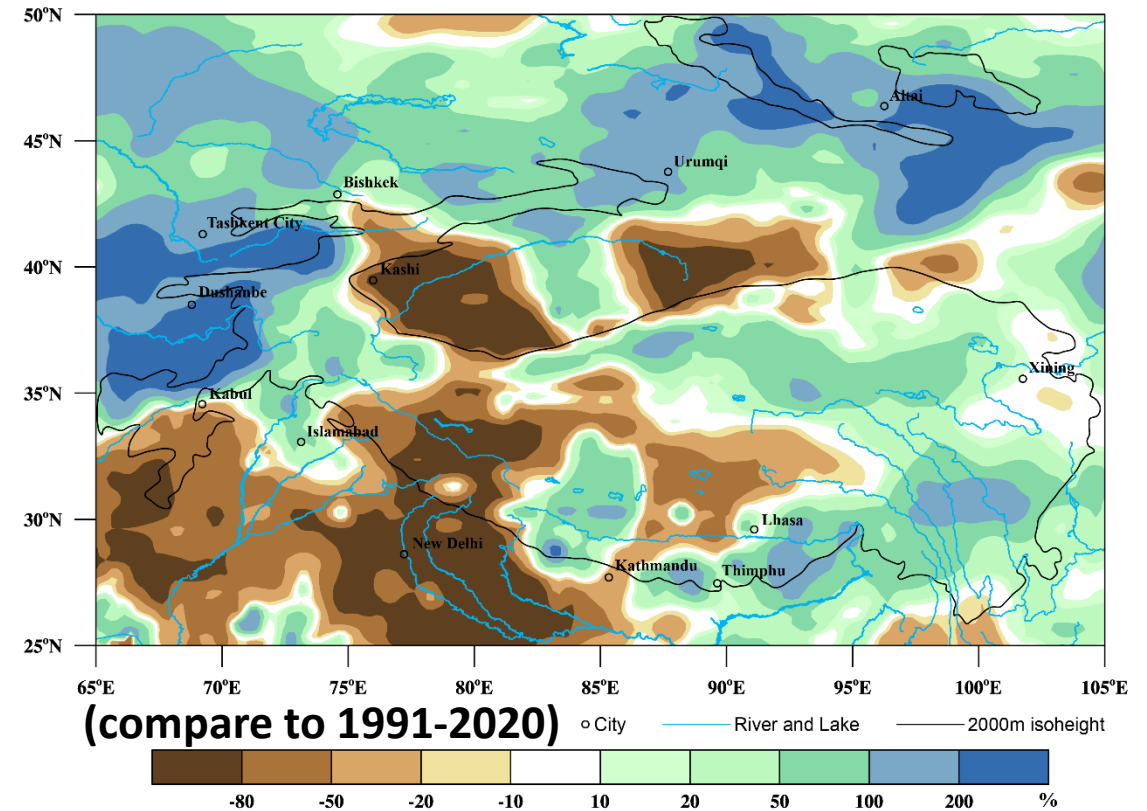 50°N
Altai
45°N
Urumqi
Bishkek
Tashkent City
40°N
Kashi
Dushanbe
Xining
35°N
Kabul
Islamabad
30°N
Lhasa
New Delhi
Kathmandu
Thimphu
25°N
65°E 70°E 75°E 80°E 85°E 90°E 95°E 100°E 105°E
(compare to 1991-2020) City River and Lake 2000m isoheight
-80 -50 -20 -10 10 20 50 100 200 %